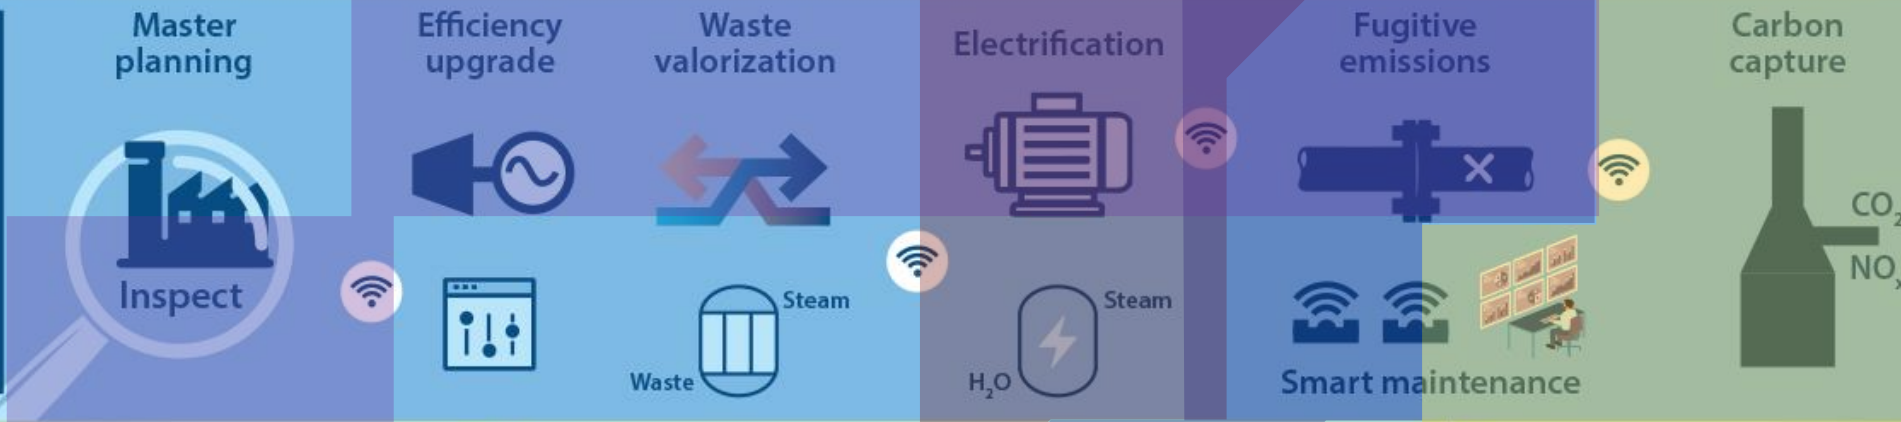 Master
planning
Efficiency
upgrade
Waste
valorization
Electrification
Fugitive
emissions
Carbon
capture
Inspect
Steam
Waste
Steam
H₂O
Smart maintenance
CO₂
NOₓ